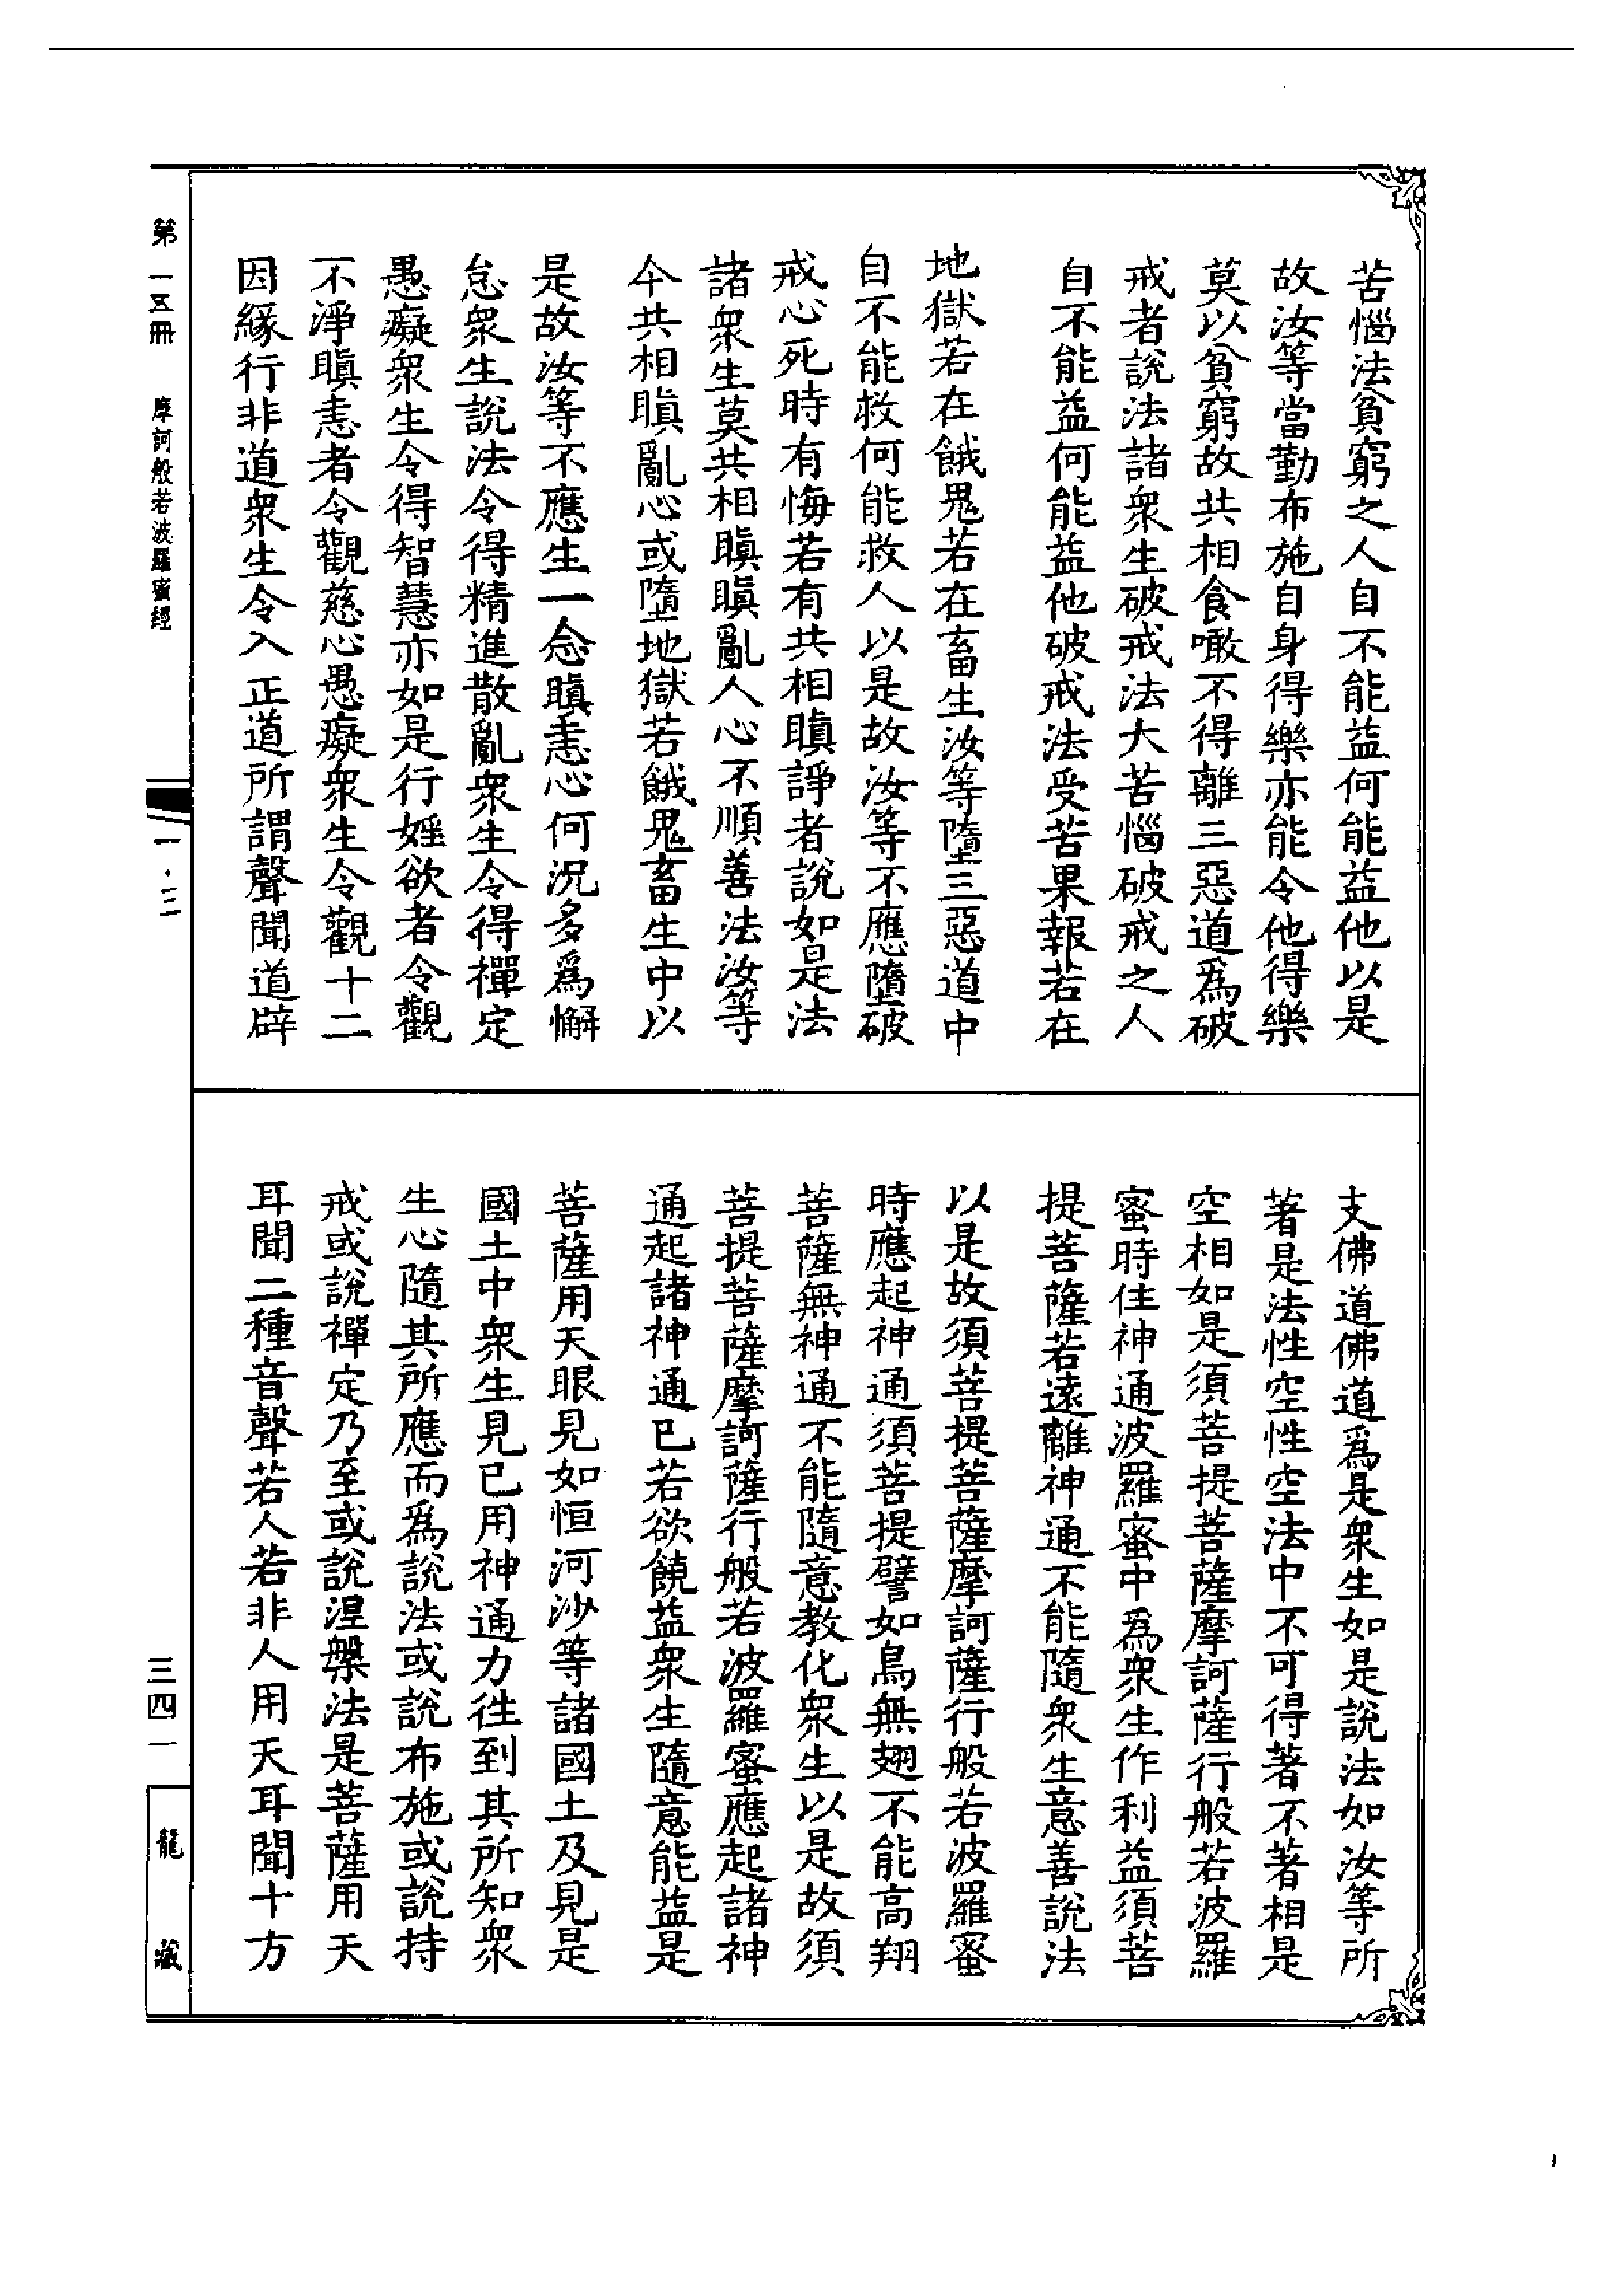 苦惱法貧窮之人自不能益何能益他以是
故汝等當勤布施自身得樂亦能令他得樂
莫以貧窮故共相食噉不得離三惡道爲破
戒者說法諸衆生破戒法大苦惱破戒之人
自不能益何能益他破戒法受苦果報若在
地獄若在餓鬼若在畜生汝等墮三惡道中
自不能救何能救人以是故汝等不應墮破
戒心死時有悔若有共相瞋諍者說如是法
諸衆生莫共相瞋瞋亂人心不順善法汝等
今共相瞋亂心或墮地獄若餓鬼畜生中以
是故汝等不應生一念瞋恚心何況多爲懈
怠衆生說法令得精進散亂衆生令得禪定
愚癡衆生令得智慧亦如是行婬欲者令觀
不淨瞋恚者令觀慈心愚癡衆生令觀十二
因緣行非道衆生令入正道所謂聲聞道辟
支佛道佛道爲是衆生如是說法如汝等所
著是法性空性空法中不可得著不著相是
空相如是須菩提菩薩摩訶薩行般若波羅
蜜時住神通波羅蜜中爲衆生作利益須菩
提菩薩若遠離神通不能隨衆生意善說法
以是故須菩提菩薩摩訶薩行般若波羅蜜
時應起神通須菩提譬如鳥無翅不能高翔
菩薩無神通不能隨意教化衆生以是故須
菩提菩薩摩訶薩行般若波羅蜜應起諸神
通起諸神通已若欲饒益衆生隨意能益是
菩薩用天眼見如恒河沙等諸國土及見是
國土中衆生見已用神通力往到其所知衆
生心隨其所應而爲說法或說布施或說持
戒或說禪定乃至或說涅槃法是菩薩用天
耳聞二種音聲若人若非人用天耳聞十方
第一五冊 摩訶般若波羅蜜經
一·三
三四一
龍藏